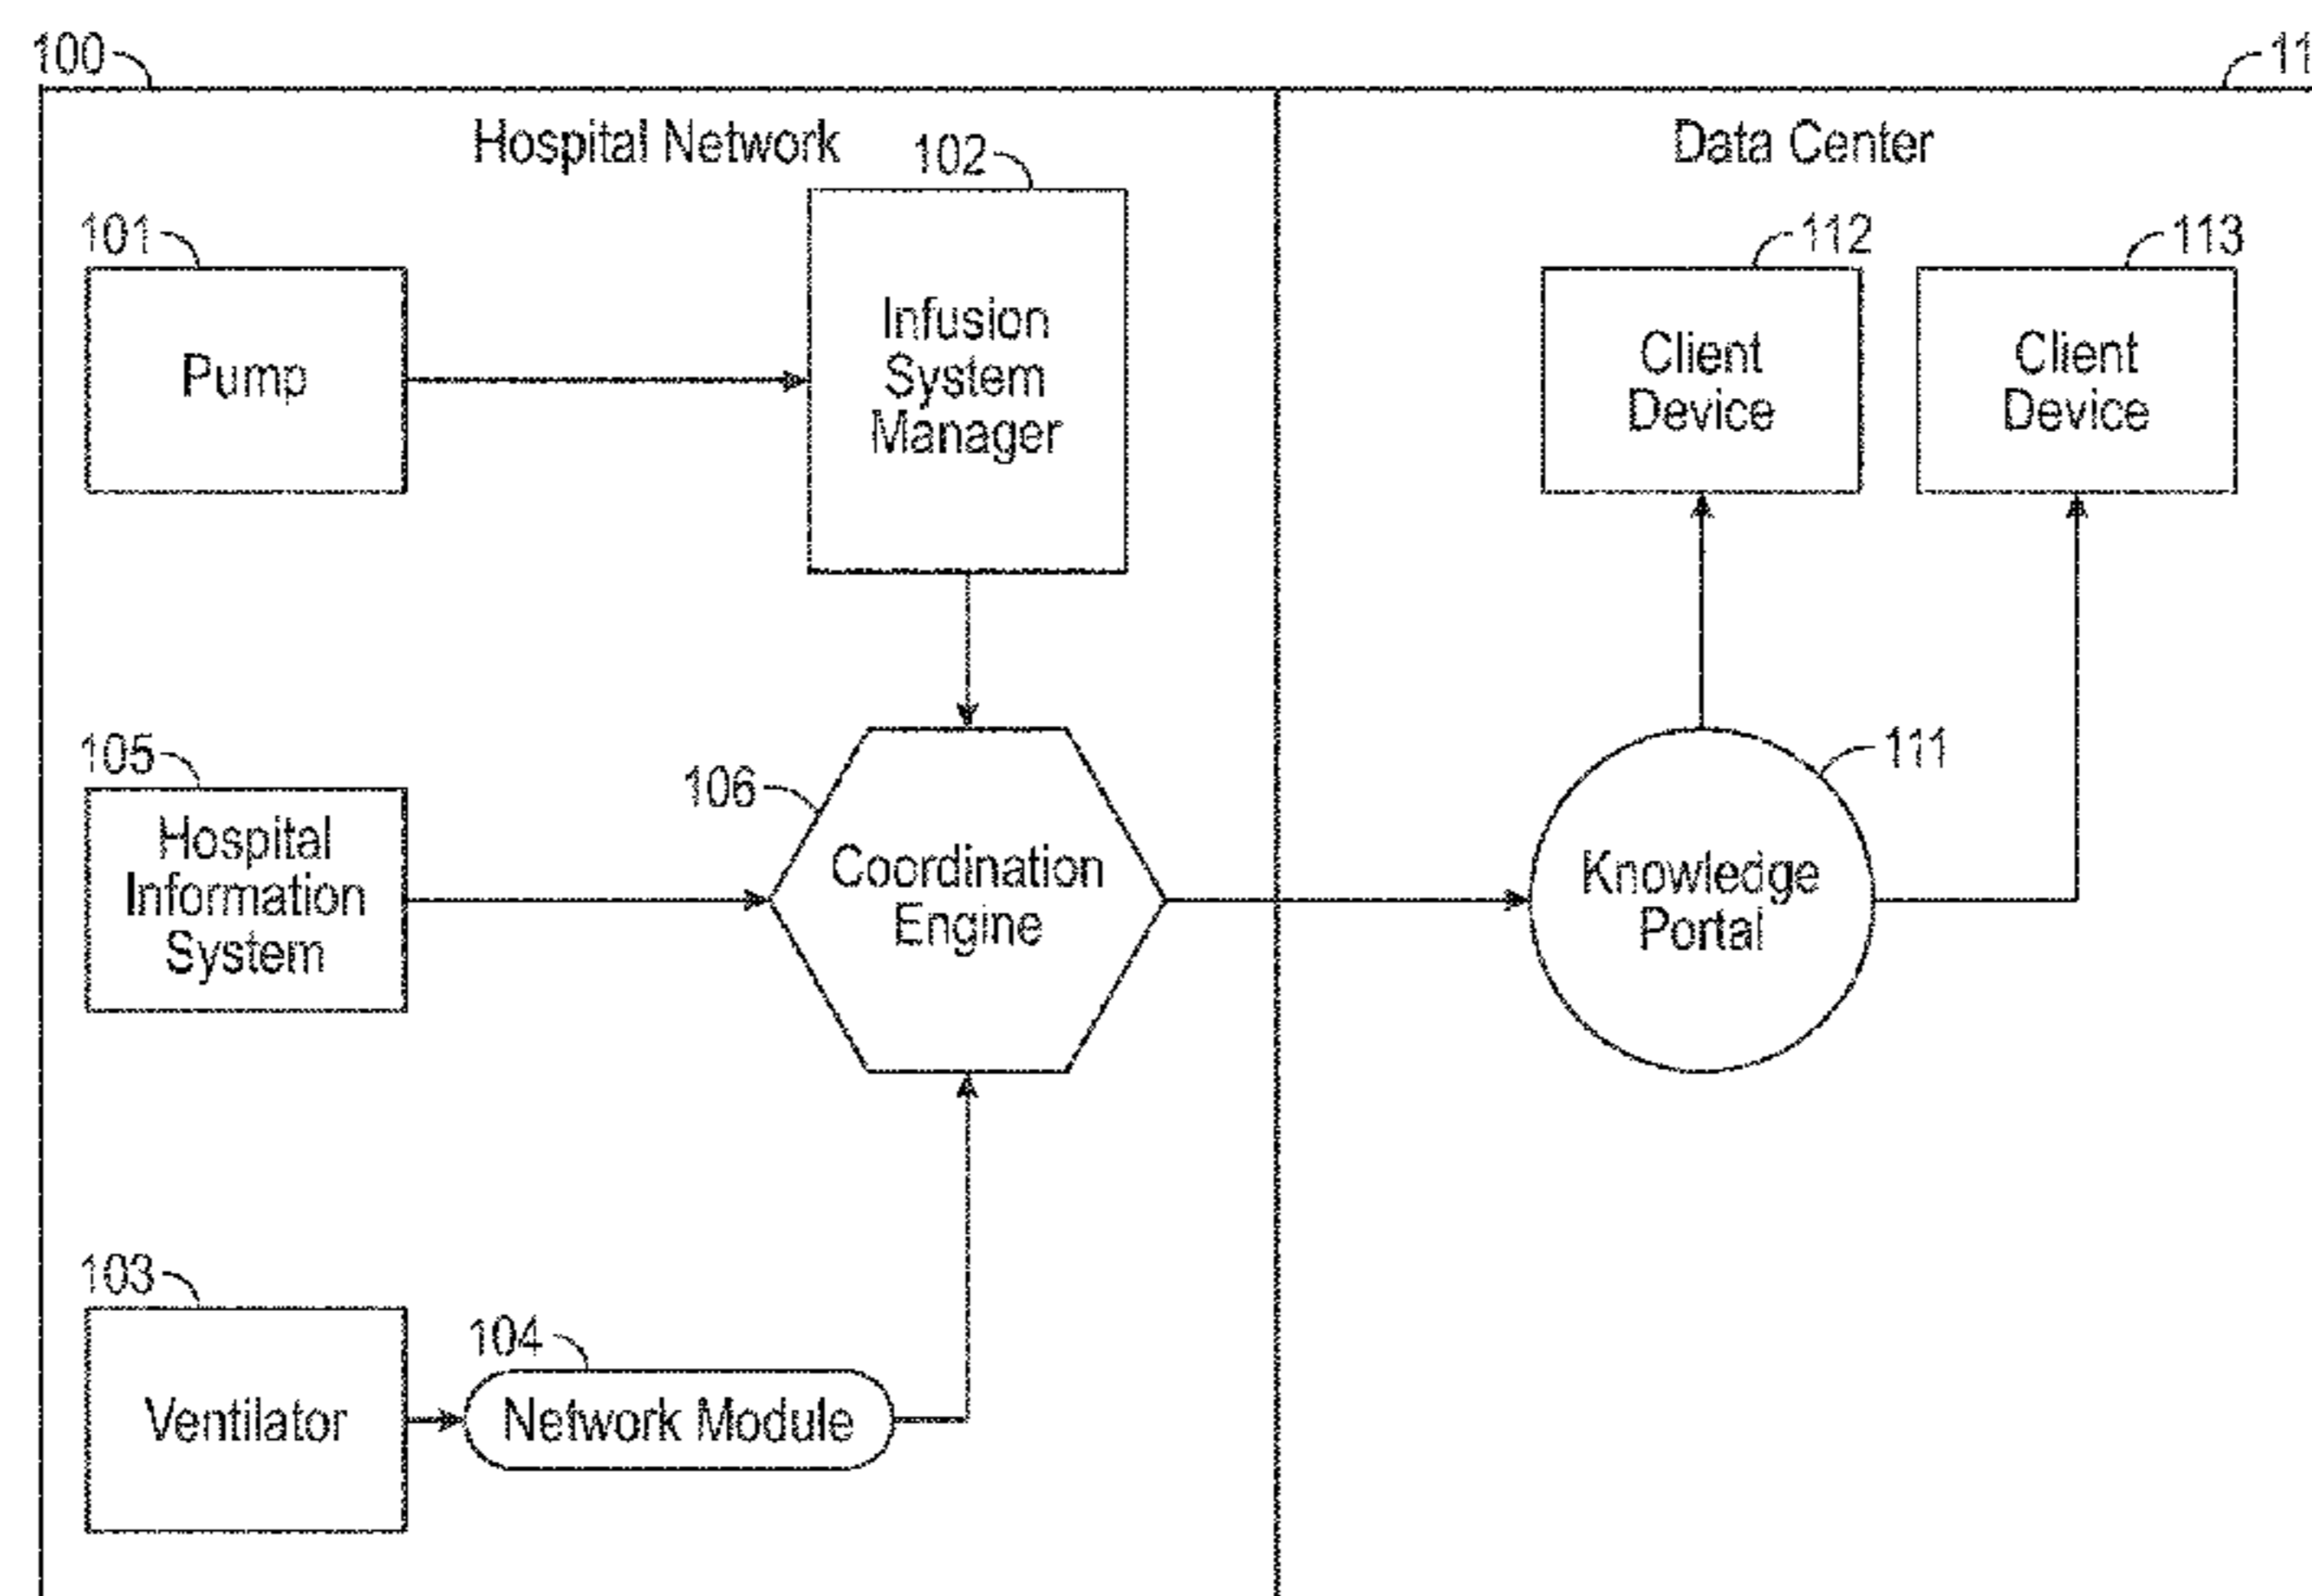 100
Hospital Network
Data Center
102
101
112
113
Pump
Infusion
System
Manager
Client
Device
Client
Device
105
106
111
Hospital
Information
System
Coordination
Engine
Knowledge
Portal
103
104
Ventilator
Network Module